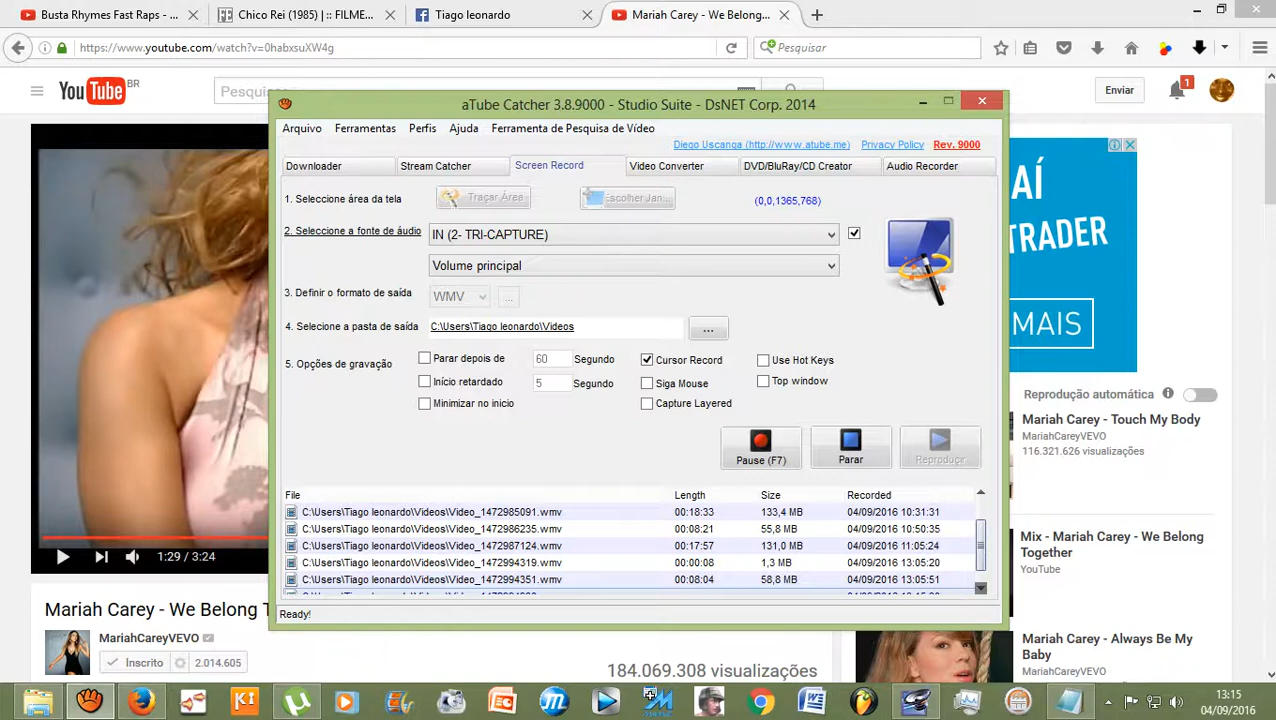 Busta Rhymes Fast Raps - ...
Chico Rei (1985) | :: FILME...
Tiago leonardo
Mariah Carey - We Belong...
https://www.youtube.com/watch?v=0habxsuXW4g
Pesquisar
YouTube BR
Pesquisar
Enviar
1
aTube Catcher 3.8.9000 - Studio Suite - DsNET Corp. 2014
Arquivo Ferramentas Perfis Ajuda Ferramenta de Pesquisa de Vídeo
Diego Uscanga (http://www.atube.me) Privacy Policy Rev. 9000
Downloader Stream Catcher Screen Record Video Converter DVD/BluRay/CD Creator Audio Recorder
1. Seleccione área da tela Traçar Área Escolher Jan... (0,0,1365,768)
2. Seleccione a fonte de áudio IN (2- TRI-CAPTURE)
Volume principal
3. Definir o formato de saída WMV ...
4. Selecione a pasta de saída C:\Users\Tiago leonardo\Videos ...
5. Opções de gravação
Parar depois de 60 Segundo Cursor Record Use Hot Keys
Início retardado 5 Segundo Siga Mouse Top window
Minimizar no inicio Capture Layered
Pause (F7) Parar Reproduçir
File Length Size Recorded
C:\Users\Tiago leonardo\Videos\Video_1472985091.wmv 00:18:33 133,4 MB 04/09/2016 10:31:31
C:\Users\Tiago leonardo\Videos\Video_1472986235.wmv 00:08:21 55,8 MB 04/09/2016 10:50:35
C:\Users\Tiago leonardo\Videos\Video_1472987124.wmv 00:17:57 131,0 MB 04/09/2016 11:05:24
C:\Users\Tiago leonardo\Videos\Video_1472994319.wmv 00:00:08 1,3 MB 04/09/2016 13:05:20
C:\Users\Tiago leonardo\Videos\Video_1472994351.wmv 00:08:04 58,8 MB 04/09/2016 13:05:51
Ready!
1:29 / 3:24
Mariah Carey - We Belong T
MariahCareyVEVO
Inscrito 2.014.605
184.069.308 visualizações
AÍ
TRADER
MAIS
Reprodução automática
Mariah Carey - Touch My Body
MariahCareyVEVO
116.321.626 visualizações
Mix - Mariah Carey - We Belong
Together
YouTube
Mariah Carey - Always Be My
Baby
MariahCareyVEVO
13:15
04/09/2016